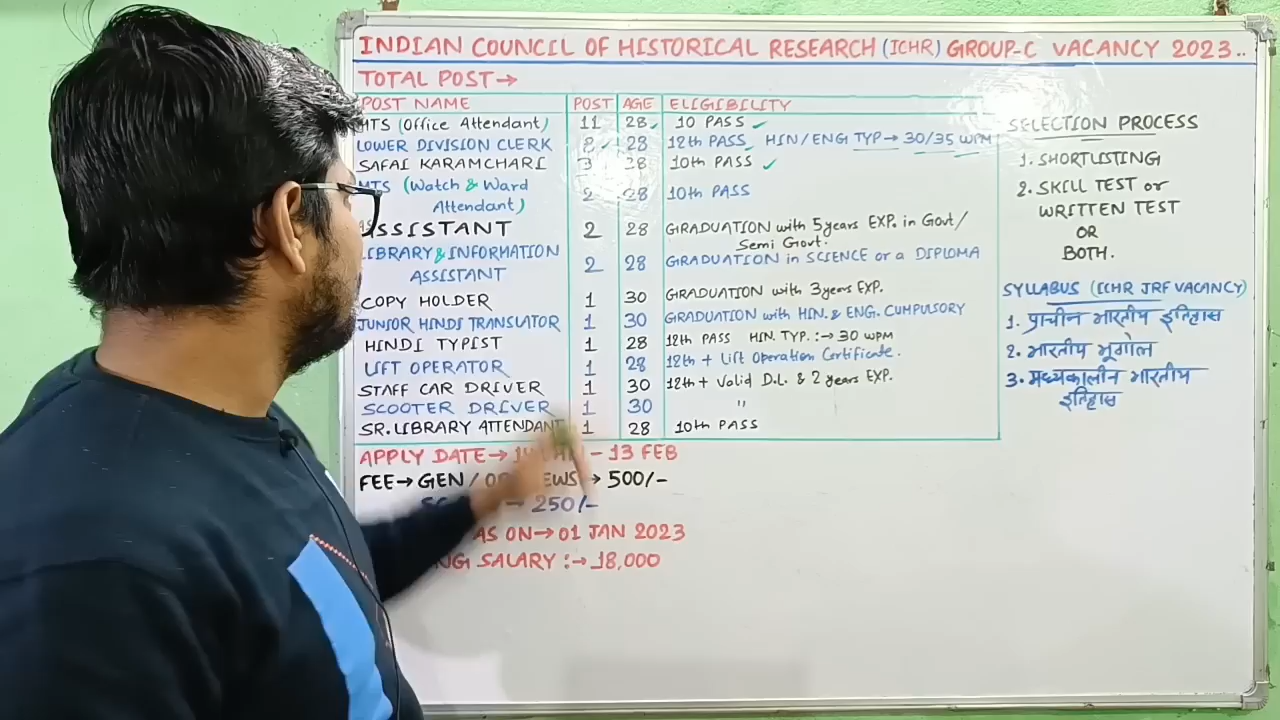 INDIAN COUNCIL OF HISTORICAL RESEARCH (ICHR) GROUP-C VACANCY 2023..
TOTAL POST→
POST NAME POST AGE ELIGIBILITY
MTS (Office Attendant) 11 28 10 PASS
LOWER DIVISION CLERK 8 28 12th PASS HIN/ENG TYP→ 30/35 WPM
SAFAI KARAMCHARI 3 28 10th PASS
MTS (Watch & Ward Attendant) 2 28 10th PASS
ASSISTANT 2 28 GRADUATION with 5years EXP. in Govt/
Semi Govt.
LIBRARY & INFORMATION
ASSISTANT 2 28 GRADUATION in SCIENCE or a DIPLOMA
COPY HOLDER 1 30 GRADUATION with 3years EXP.
JUNIOR HINDI TRANSLATOR 1 30 GRADUATION with HIN. & ENG. CUMPULSORY
HINDI TYPIST 1 28 12th PASS HIN. TYP. :→ 30 WPM
LIFT OPERATOR 1 28 12th + Lift Operation Certificate.
STAFF CAR DRIVER 1 30 12th + Valid D.L. & 2 years EXP.
SCOOTER DRIVER 1 30 "
SR. LIBRARY ATTENDANT 1 28 10th PASS
APPLY DATE→ - 13 FEB
FEE→ GEN / → 500/-
→ 250/-
AS ON→ 01 JAN 2023
SALARY :→ 18,000
SELECTION PROCESS
1. SHORTLISTING
2. SKILL TEST or
WRITTEN TEST
OR
BOTH.
SYLLABUS (ICHR JRF VACANCY)
1. प्राचीन भारतीय इतिहास
2. भारतीय भूगोल
3. मध्यकालीन भारतीय
इतिहास